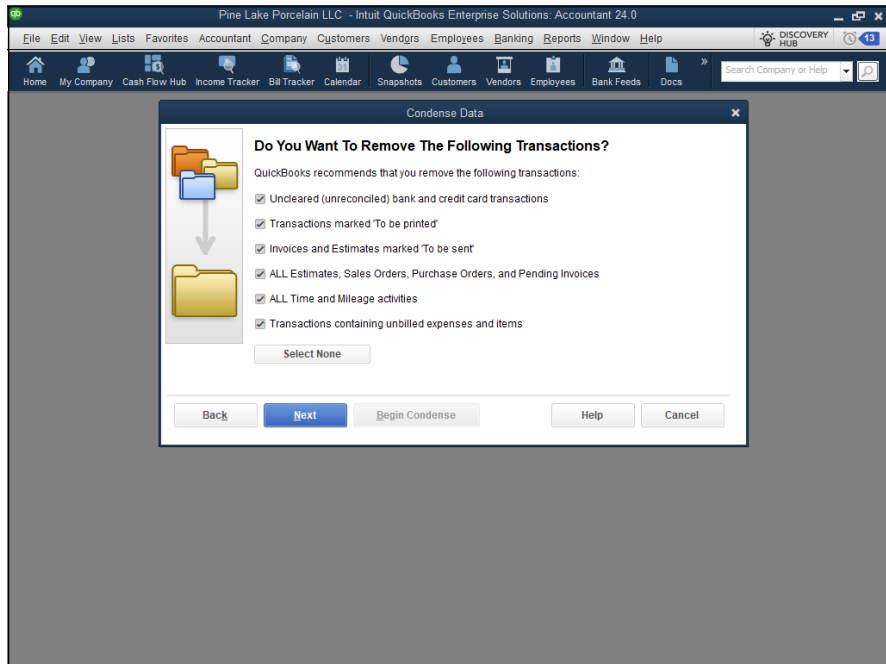 qb Pine Lake Porcelain LLC - Intuit QuickBooks Enterprise Solutions: Accountant 24.0
File Edit View Lists Favorites Accountant Company Customers Vendors Employees Banking Reports Window Help DISCOVERY HUB 13
Home My Company Cash Flow Hub Income Tracker Bill Tracker 31 Calendar Snapshots Customers Vendors Employees Bank Feeds Docs » Search Company or Help
Condense Data
Do You Want To Remove The Following Transactions?
QuickBooks recommends that you remove the following transactions:
Uncleared (unreconciled) bank and credit card transactions
Transactions marked 'To be printed'
Invoices and Estimates marked 'To be sent'
ALL Estimates, Sales Orders, Purchase Orders, and Pending Invoices
ALL Time and Mileage activities
Transactions containing unbilled expenses and items
Select None
Back Next Begin Condense Help Cancel